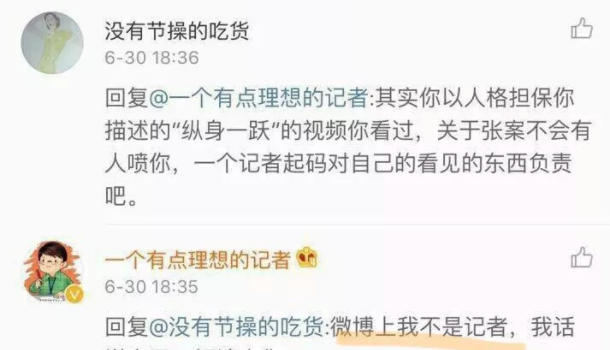 没有节操的吃货
6-30 18:36
回复@一个有点理想的记者:其实你以人格担保你
描述的“纵身一跃”的视频你看过，关于张案不会有
人喷你，一个记者起码对自己的看见的东西负责
吧。
一个有点理想的记者
6-30 18:35
回复@没有节操的吃货:微博上我不是记者，我话